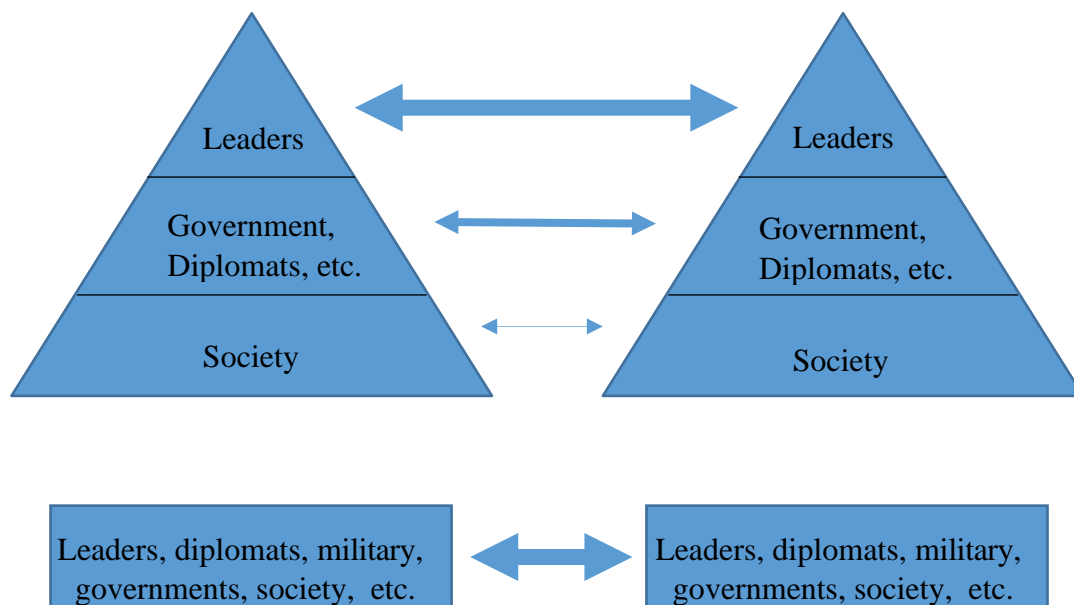 Leaders
Government,
Diplomats, etc.
Society
Leaders
Government,
Diplomats, etc.
Society
Leaders, diplomats, military,
governments, society, etc.
Leaders, diplomats, military,
governments, society, etc.